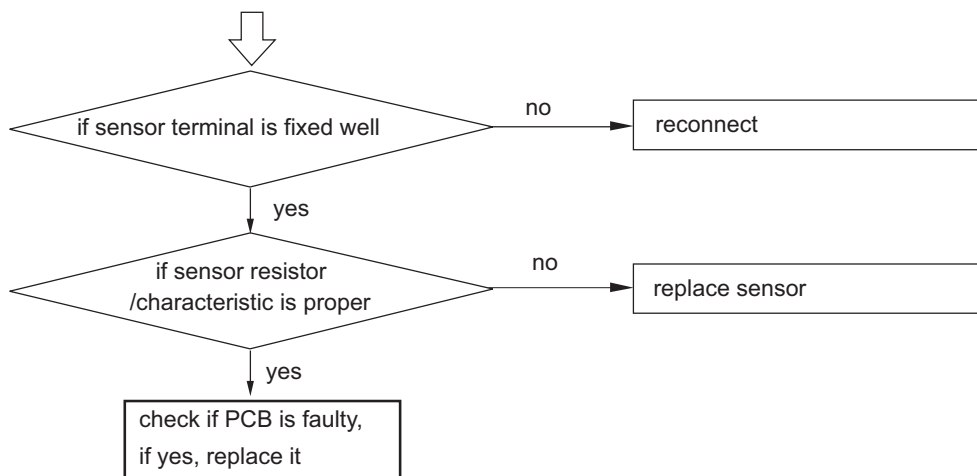 if sensor terminal is fixed well
no
reconnect
yes
if sensor resistor
/characteristic is proper
no
replace sensor
yes
check if PCB is faulty,
if yes, replace it